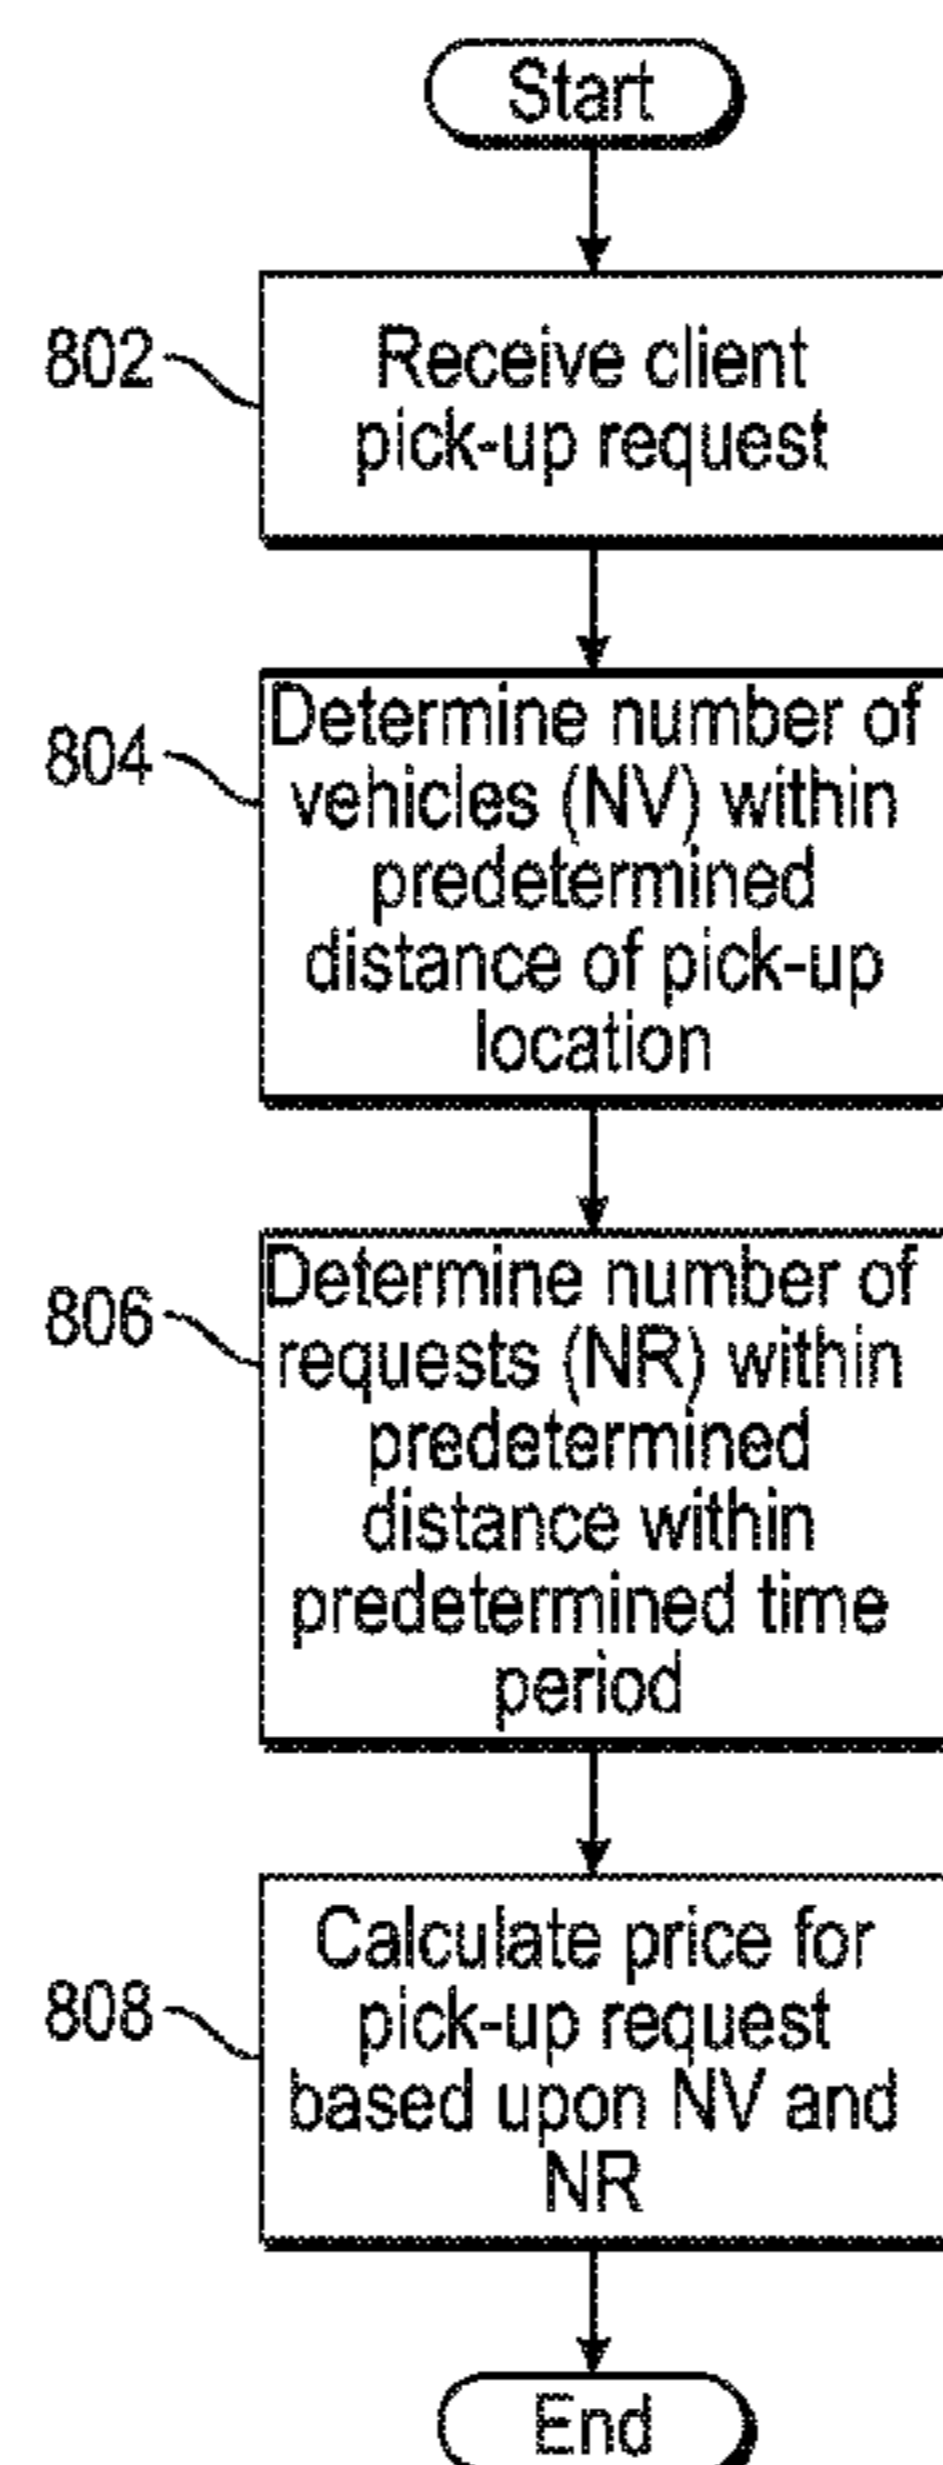 Start
802
Receive client
pick-up request
804
Determine number of
vehicles (NV) within
predetermined
distance of pick-up
location
806
Determine number of
requests (NR) within
predetermined
distance within
predetermined time
period
808
Calculate price for
pick-up request
based upon NV and
NR
End